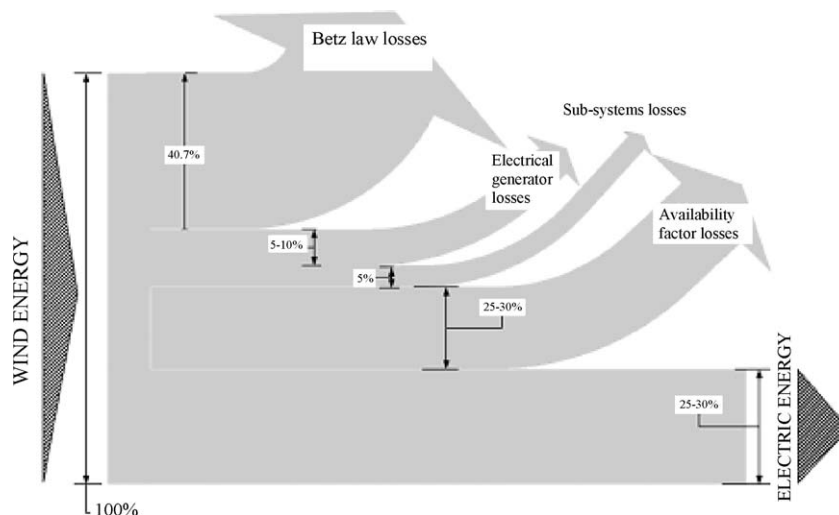 Betz law losses
Sub-systems losses
40.7%
Electrical
generator
losses
Availability
factor losses
5-10%
5%
25-30%
WIND ENERGY
25-30%
ELECTRIC ENERGY
100%